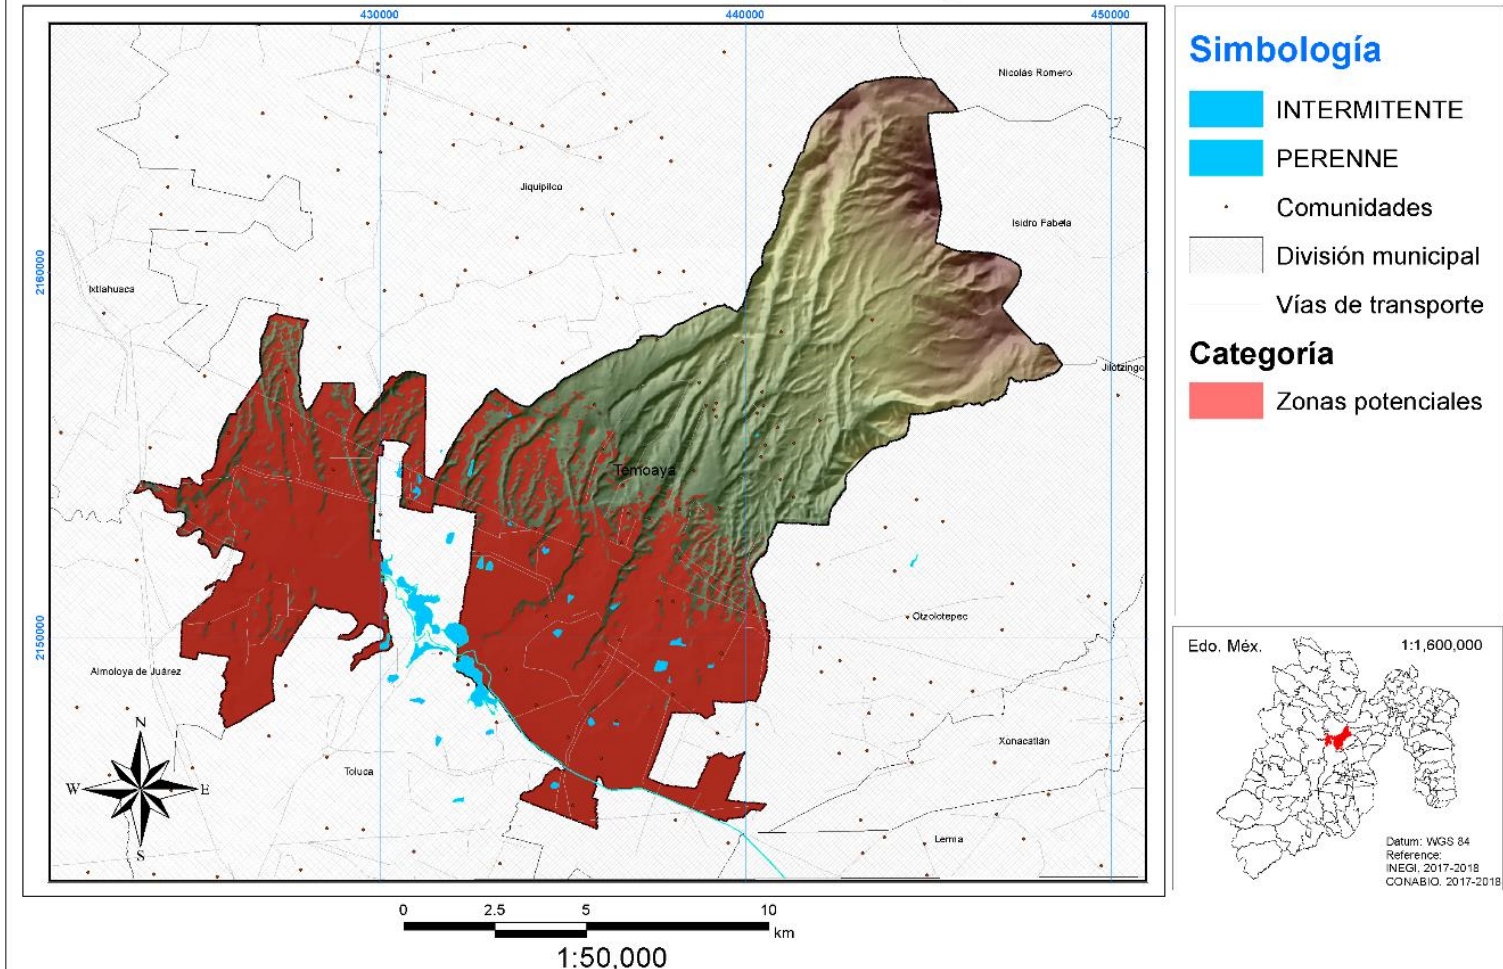 430000
440000
450000
2160000
2150000
Nicolás Romero
Jiquipilco
Isidro Fabela
Ixtlahuaca
Jilotzingo
Temoaya
Otzolotepec
Almoloya de Juárez
Xonacatlán
Toluca
Lerma
N
W
E
S
0
2.5
5
10
km
1:50,000
Simbología
INTERMITENTE
PERENNE
Comunidades
División municipal
Vías de transporte
Categoría
Zonas potenciales
Edo. Méx.
1:1,600,000
Datum: WGS 84
Reference:
INEGI. 2017-2018
CONABIO. 2017-2018